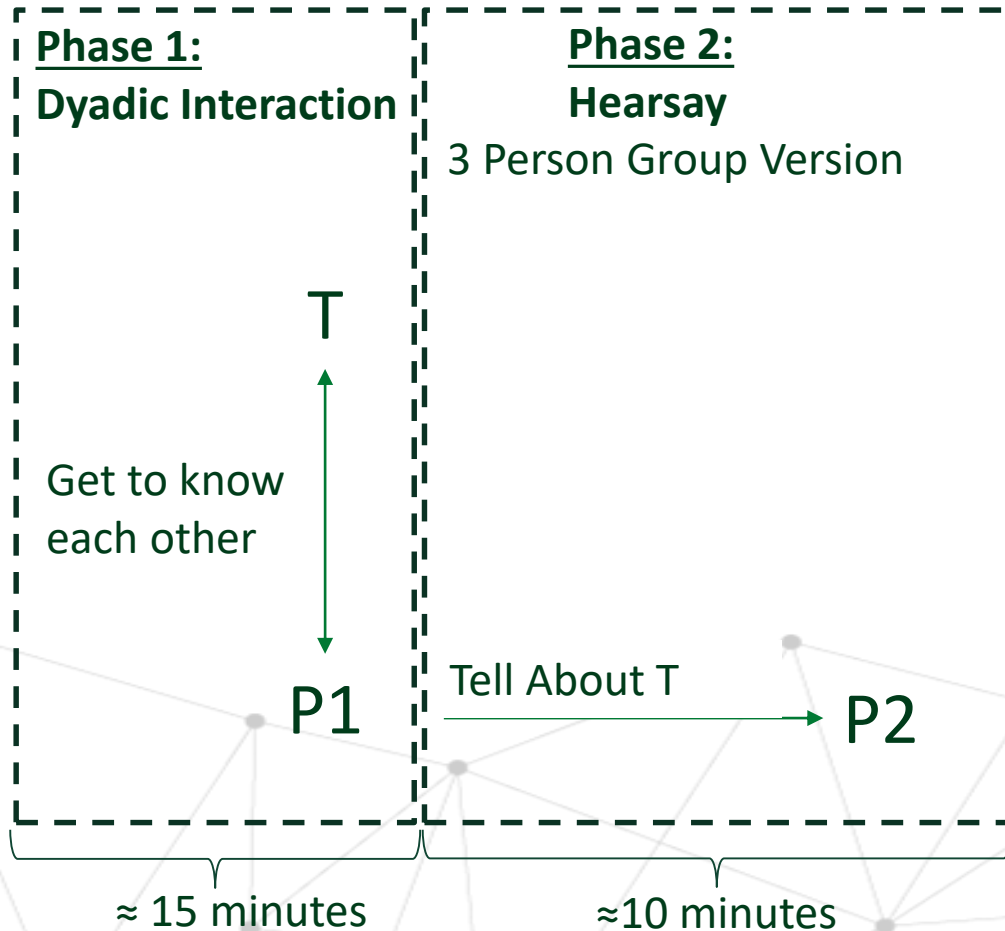 Phase 1:
Dyadic Interaction
T
Get to know
each other
P1
≈ 15 minutes
Phase 2:
Hearsay
3 Person Group Version
Tell About T
P2
≈10 minutes